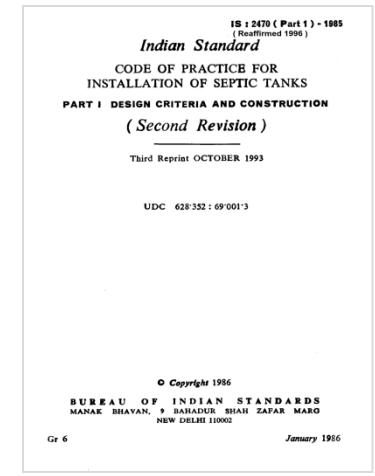 IS : 2470 ( Part 1 ) - 1985
( Reaffirmed 1996 )
Indian Standard
CODE OF PRACTICE FOR
INSTALLATION OF SEPTIC TANKS
PART I DESIGN CRITERIA AND CONSTRUCTION
( Second Revision )
Third Reprint OCTOBER 1993
UDC 628·352 : 69·001·3
© Copyright 1986
BUREAU OF INDIAN STANDARDS
MANAK BHAVAN, 9 BAHADUR SHAH ZAFAR MARG
NEW DELHI 110002
Gr 6 January 1986